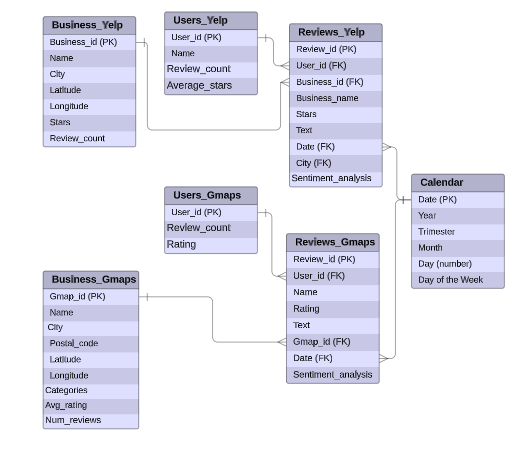 Business_Yelp
Business_id (PK)
Name
City
Latitude
Longitude
Stars
Review_count
Users_Yelp
User_id (PK)
Name
Review_count
Average_stars
Reviews_Yelp
Review_id (PK)
User_id (FK)
Business_id (FK)
Business_name
Stars
Text
Date (FK)
City (FK)
Sentiment_analysis
Users_Gmaps
User_id (PK)
Review_count
Rating
Calendar
Date (PK)
Year
Trimester
Month
Day (number)
Day of the Week
Business_Gmaps
Gmap_id (PK)
Name
City
Postal_code
Latitude
Longitude
Categories
Avg_rating
Num_reviews
Reviews_Gmaps
Review_id (PK)
User_id (FK)
Name
Rating
Text
Gmap_id (FK)
Date (FK)
Sentiment_analysis